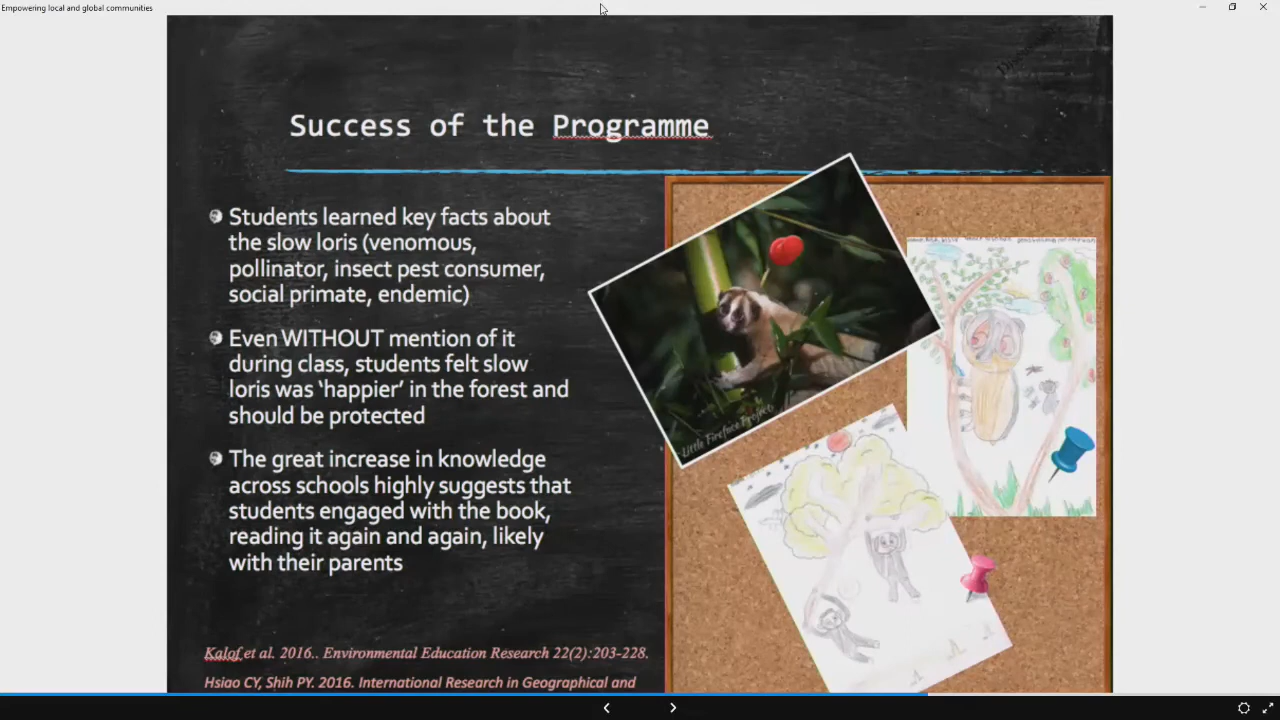 Empowering local and global communities
Success of the Programme
Students learned key facts about
the slow loris (venomous,
pollinator, insect pest consumer,
social primate, endemic)
Even WITHOUT mention of it
during class, students felt slow
loris was ‘happier’ in the forest and
should be protected
The great increase in knowledge
across schools highly suggests that
students engaged with the book,
reading it again and again, likely
with their parents
Little Fireface Project
Kalof et al. 2016.. Environmental Education Research 22(2):203-228.
Hsiao CY, Shih PY. 2016. International Research in Geographical and